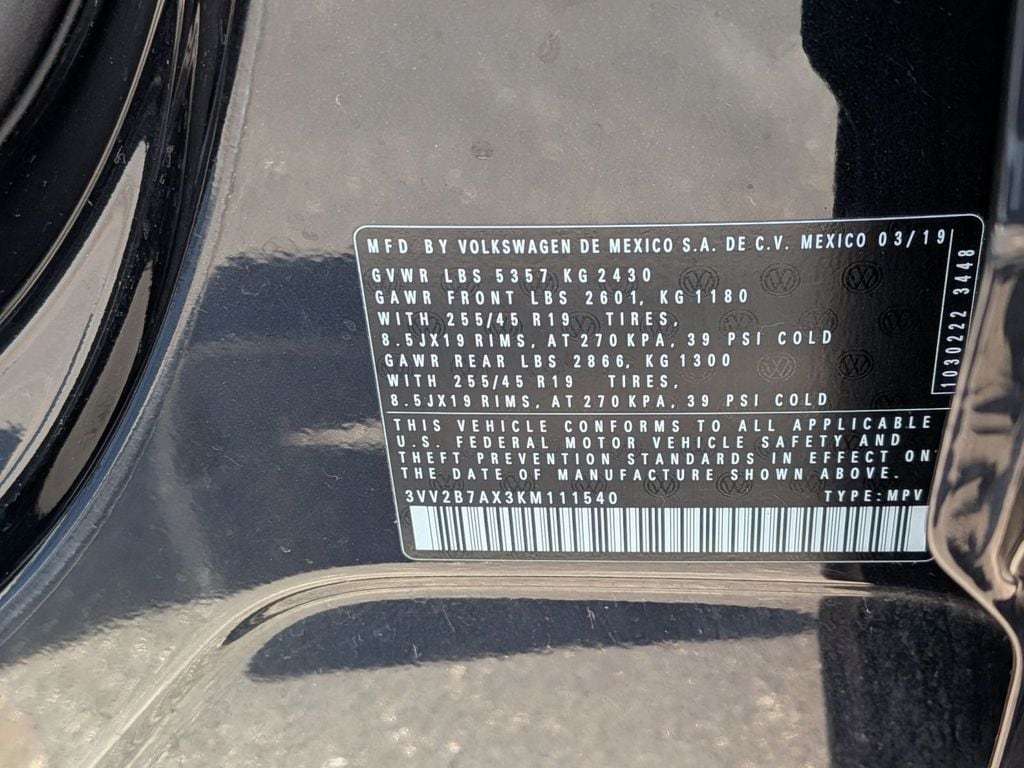 MFD BY VOLKSWAGEN DE MEXICO S.A. DE C.V. MEXICO 03/19
GVWR LBS 5357 KG 2430
GAWR FRONT LBS 2601, KG 1180
WITH 255/45 R19 TIRES,
8.5JX19 RIMS, AT 270 KPA, 39 PSI COLD
GAWR REAR LBS 2866, KG 1300
WITH 255/45 R19 TIRES,
8.5JX19 RIMS, AT 270 KPA, 39 PSI COLD
1030222 3448
THIS VEHICLE CONFORMS TO ALL APPLICABLE
U.S. FEDERAL MOTOR VEHICLE SAFETY AND
THEFT PREVENTION STANDARDS IN EFFECT ON
THE DATE OF MANUFACTURE SHOWN ABOVE.
3VV2B7AX3KM111540 TYPE: MPV